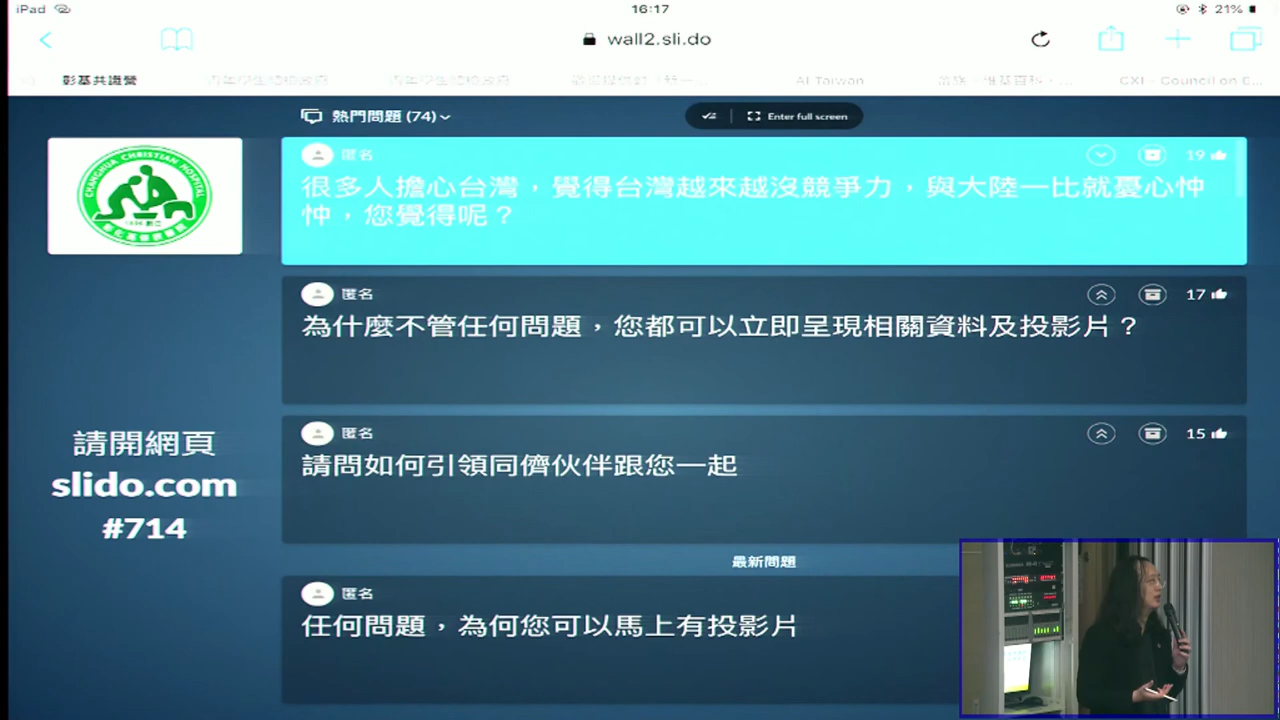 iPad
16:17
21%
wall2.sli.do
彰基共識營
AI Taiwan
熱門問題 (74)
Enter full screen
CHANGHUA CHRISTIAN HOSPITAL
匿名
19
很多人擔心台灣，覺得台灣越來越沒競爭力，與大陸一比就憂心忡
忡，您覺得呢？
匿名
17
為什麼不管任何問題，您都可以立即呈現相關資料及投影片？
請開網頁
slido.com
#714
匿名
15
請問如何引領同儕伙伴跟您一起
最新問題
匿名
任何問題，為何您可以馬上有投影片